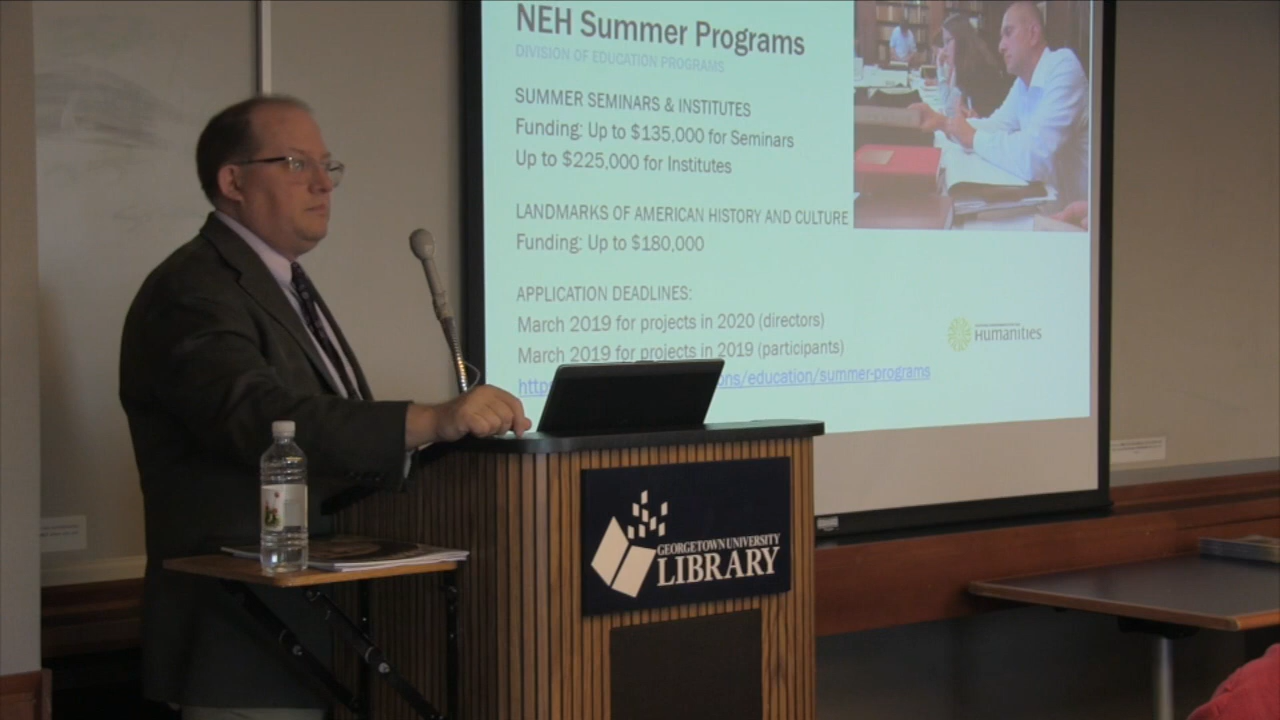 NEH Summer Programs
DIVISION OF EDUCATION PROGRAMS
SUMMER SEMINARS & INSTITUTES
Funding: Up to $135,000 for Seminars
Up to $225,000 for Institutes
LANDMARKS OF AMERICAN HISTORY AND CULTURE
Funding: Up to $180,000
APPLICATION DEADLINES:
March 2019 for projects in 2020 (directors)
March 2019 for projects in 2019 (participants)
http ons/education/summer-programs
Humanities
GEORGETOWN UNIVERSITY
LIBRARY